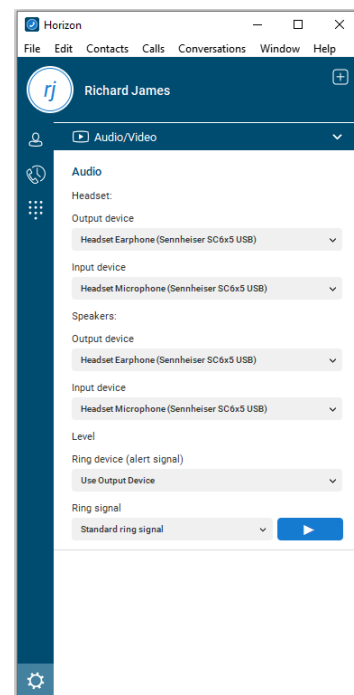 Horizon
File Edit Contacts Calls Conversations Window Help
rj
Richard James
Audio/Video
Audio
Headset:
Output device
Headset Earphone (Sennheiser SC6x5 USB)
Input device
Headset Microphone (Sennheiser SC6x5 USB)
Speakers:
Output device
Headset Earphone (Sennheiser SC6x5 USB)
Input device
Headset Microphone (Sennheiser SC6x5 USB)
Level
Ring device (alert signal)
Use Output Device
Ring signal
Standard ring signal